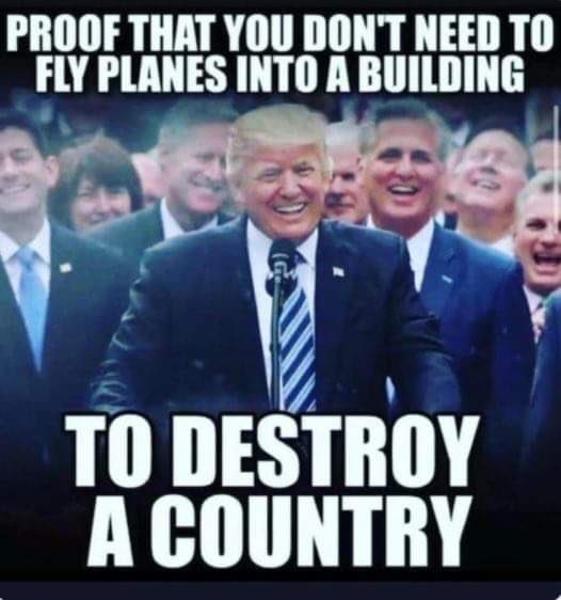 PROOF THAT YOU DON'T NEED TO
FLY PLANES INTO A BUILDING
TO DESTROY
A COUNTRY